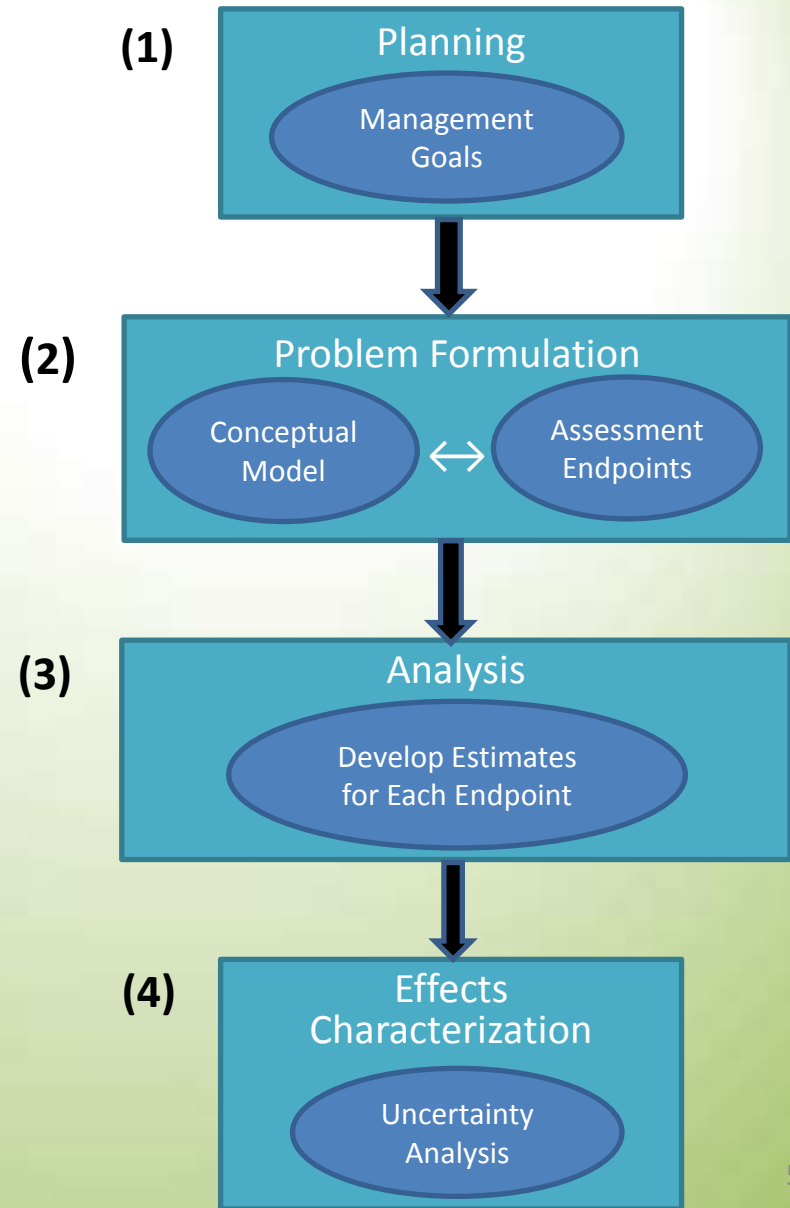 (1)
Planning
Management
Goals
(2)
Problem Formulation
Conceptual
Model
↔
Assessment
Endpoints
(3)
Analysis
Develop Estimates
for Each Endpoint
(4)
Effects
Characterization
Uncertainty
Analysis